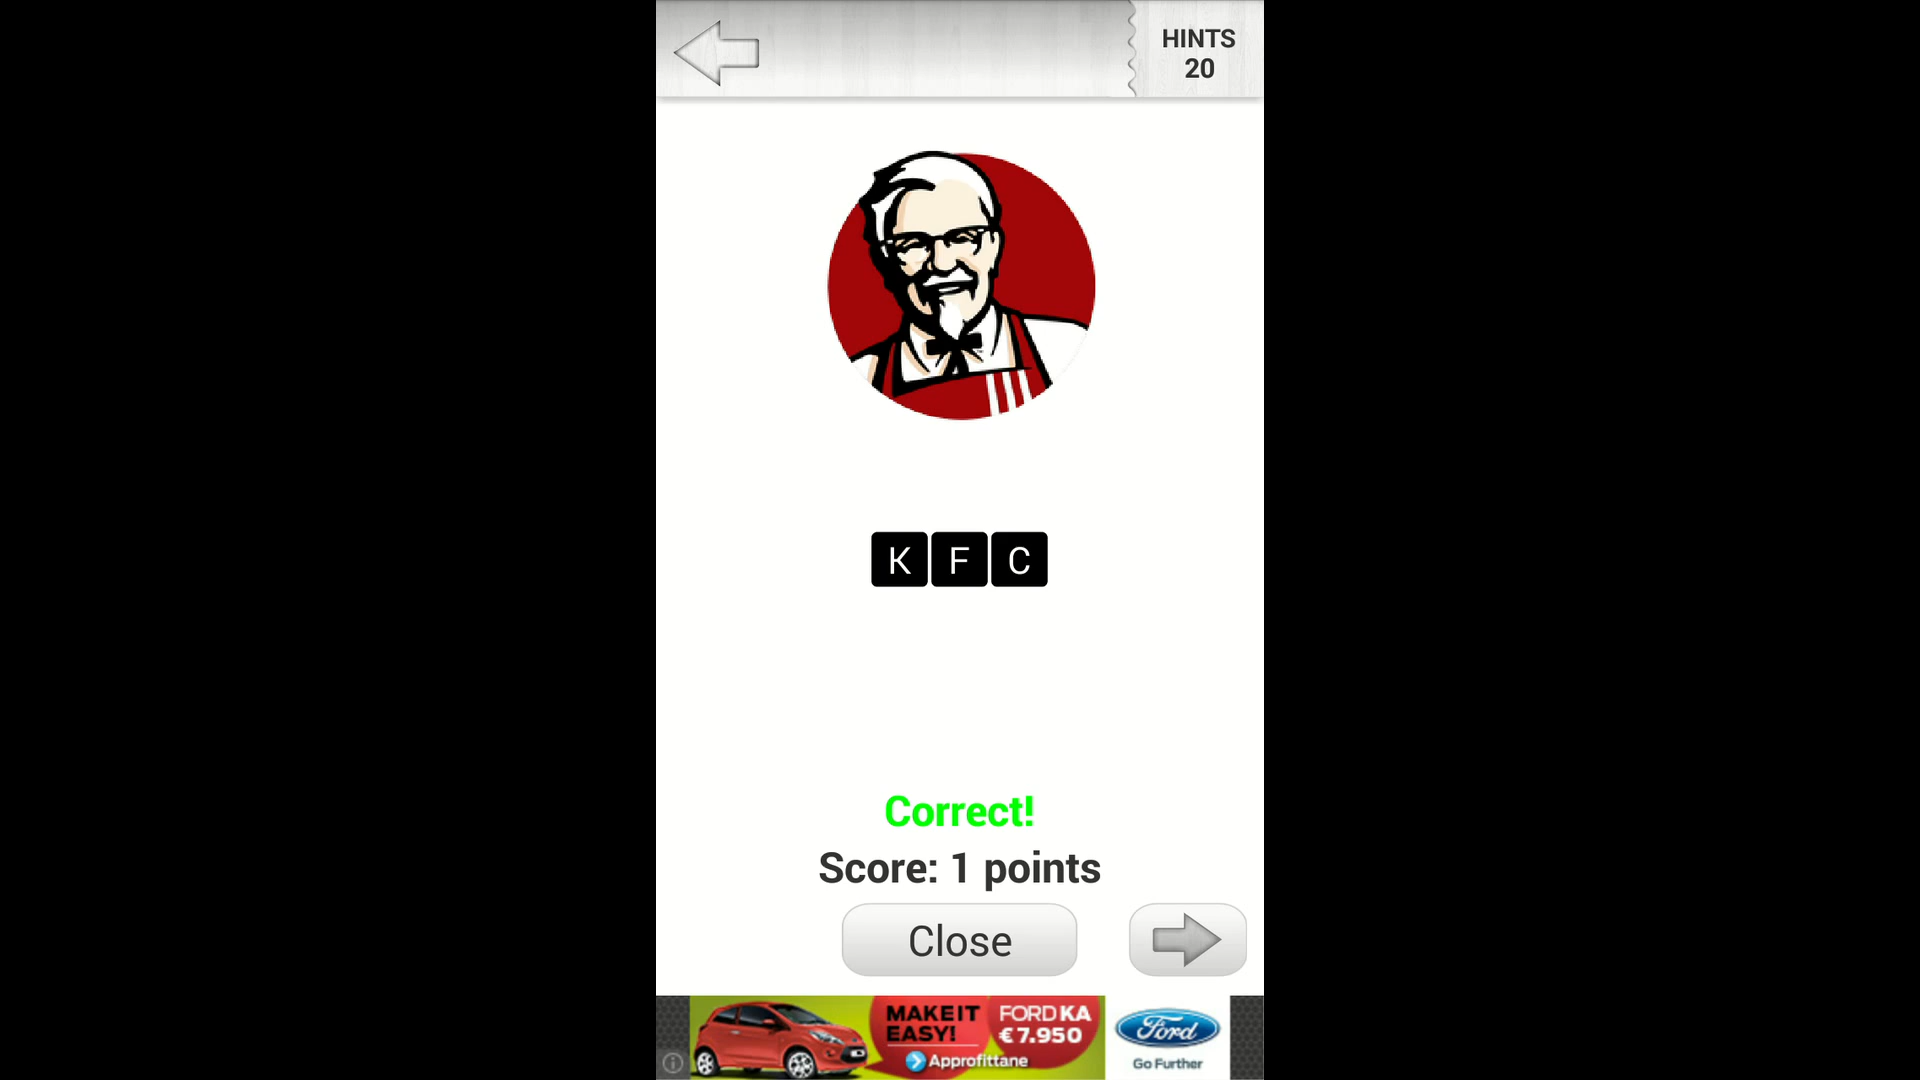 HINTS
20
K F C
Correct!
Score: 1 points
Close
MAKE IT
EASY!
Approfittane
FORD KA
€7.950
Ford
Go Further